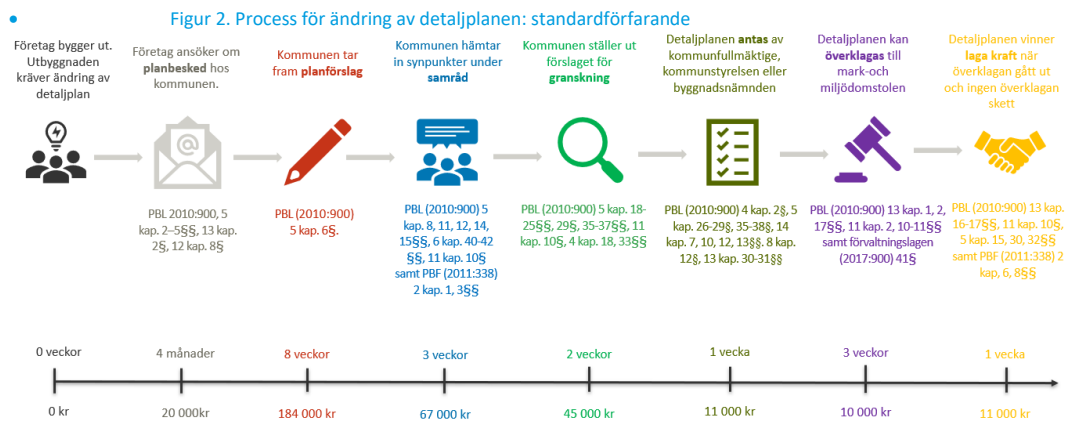 Figur 2. Process för ändring av detaljplanen: standardförfarande
Företag bygger ut.
Utbyggnaden
kräver ändring av
detaljplan
Företag ansöker om
planbesked hos
kommunen.
Kommunen tar
fram planförslag
Kommunen hämtar
in synpunkter under
samråd
Kommunen ställer ut
förslaget för
granskning
Detaljplanen antas av
kommunfullmäktige,
kommunstyrelsen eller
byggnadsnämnden
Detaljplanen kan
överklagas till
mark-och
miljödomstolen
Detaljplanen vinner
laga kraft när
överklagan gått ut
och ingen överklagan
skett
PBL 2010:900, 5
kap. 2–5§§, 13 kap.
2§, 12 kap. 8§
PBL (2010:900)
5 kap. 6§.
PBL (2010:900) 5
kap. 8, 11, 12, 14,
15§§, 6 kap. 40-42
§§, 11 kap. 10§
samt PBF (2011:338)
2 kap. 1, 3§§
PBL (2010:900) 5 kap. 18-
25§§, 29§, 35-37§§, 11
kap. 10§, 4 kap. 18, 33§§
PBL (2010:900) 4 kap. 2§, 5
kap. 26-29§, 35-38§, 14
kap. 7, 10, 12, 13§§. 8 kap.
12§, 13 kap. 30-31§§
PBL (2010:900) 13 kap. 1, 2,
17§§, 11 kap. 2, 10-11§§
samt förvaltningslagen
(2017:900) 41§
PBL (2010:900) 13 kap.
16-17§§, 11 kap. 10§,
5 kap. 15, 30, 32§§
samt PBF (2011:338) 2
kap, 6, 8§§
0 veckor
4 månader
8 veckor
3 veckor
2 veckor
1 vecka
3 veckor
1 vecka
0 kr
20 000kr
184 000 kr
67 000 kr
45 000 kr
11 000 kr
10 000 kr
11 000 kr